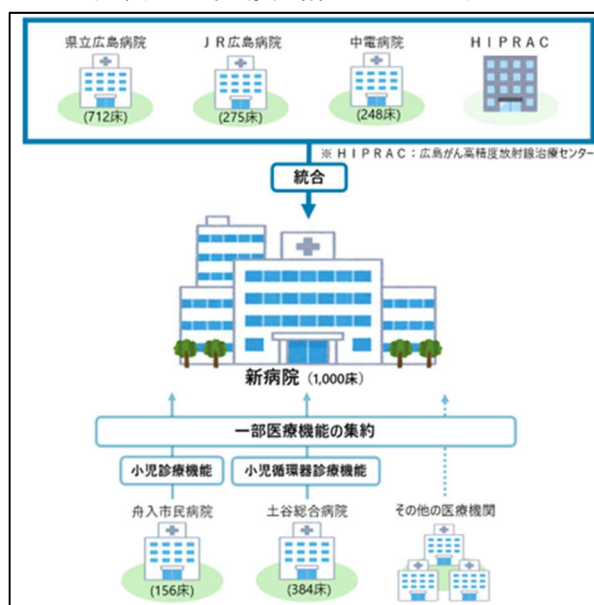 県立広島病院
JR広島病院
中電病院
HIPRAC
(712床)
(275床)
(248床)
※HIPRAC:広島がん高精度放射線治療センター
統合
新病院 (1,000床)
一部医療機能の集約
小児診療機能
小児循環器診療機能
舟入市民病院
土谷総合病院
その他の医療機関
(156床)
(384床)